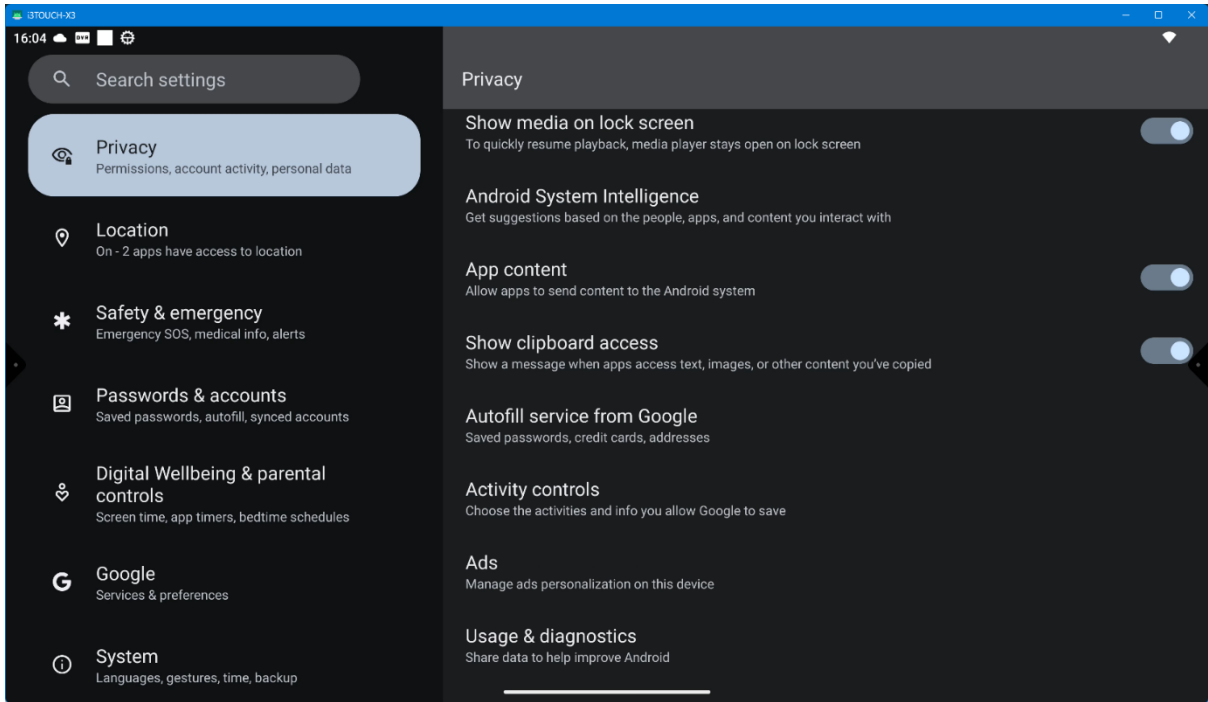 i3TOUCH-X3
16:04
Search settings
Privacy
Permissions, account activity, personal data
Location
On - 2 apps have access to location
Safety & emergency
Emergency SOS, medical info, alerts
Passwords & accounts
Saved passwords, autofill, synced accounts
Digital Wellbeing & parental
controls
Screen time, app timers, bedtime schedules
Google
Services & preferences
System
Languages, gestures, time, backup
Privacy
Show media on lock screen
To quickly resume playback, media player stays open on lock screen
Android System Intelligence
Get suggestions based on the people, apps, and content you interact with
App content
Allow apps to send content to the Android system
Show clipboard access
Show a message when apps access text, images, or other content you've copied
Autofill service from Google
Saved passwords, credit cards, addresses
Activity controls
Choose the activities and info you allow Google to save
Ads
Manage ads personalization on this device
Usage & diagnostics
Share data to help improve Android